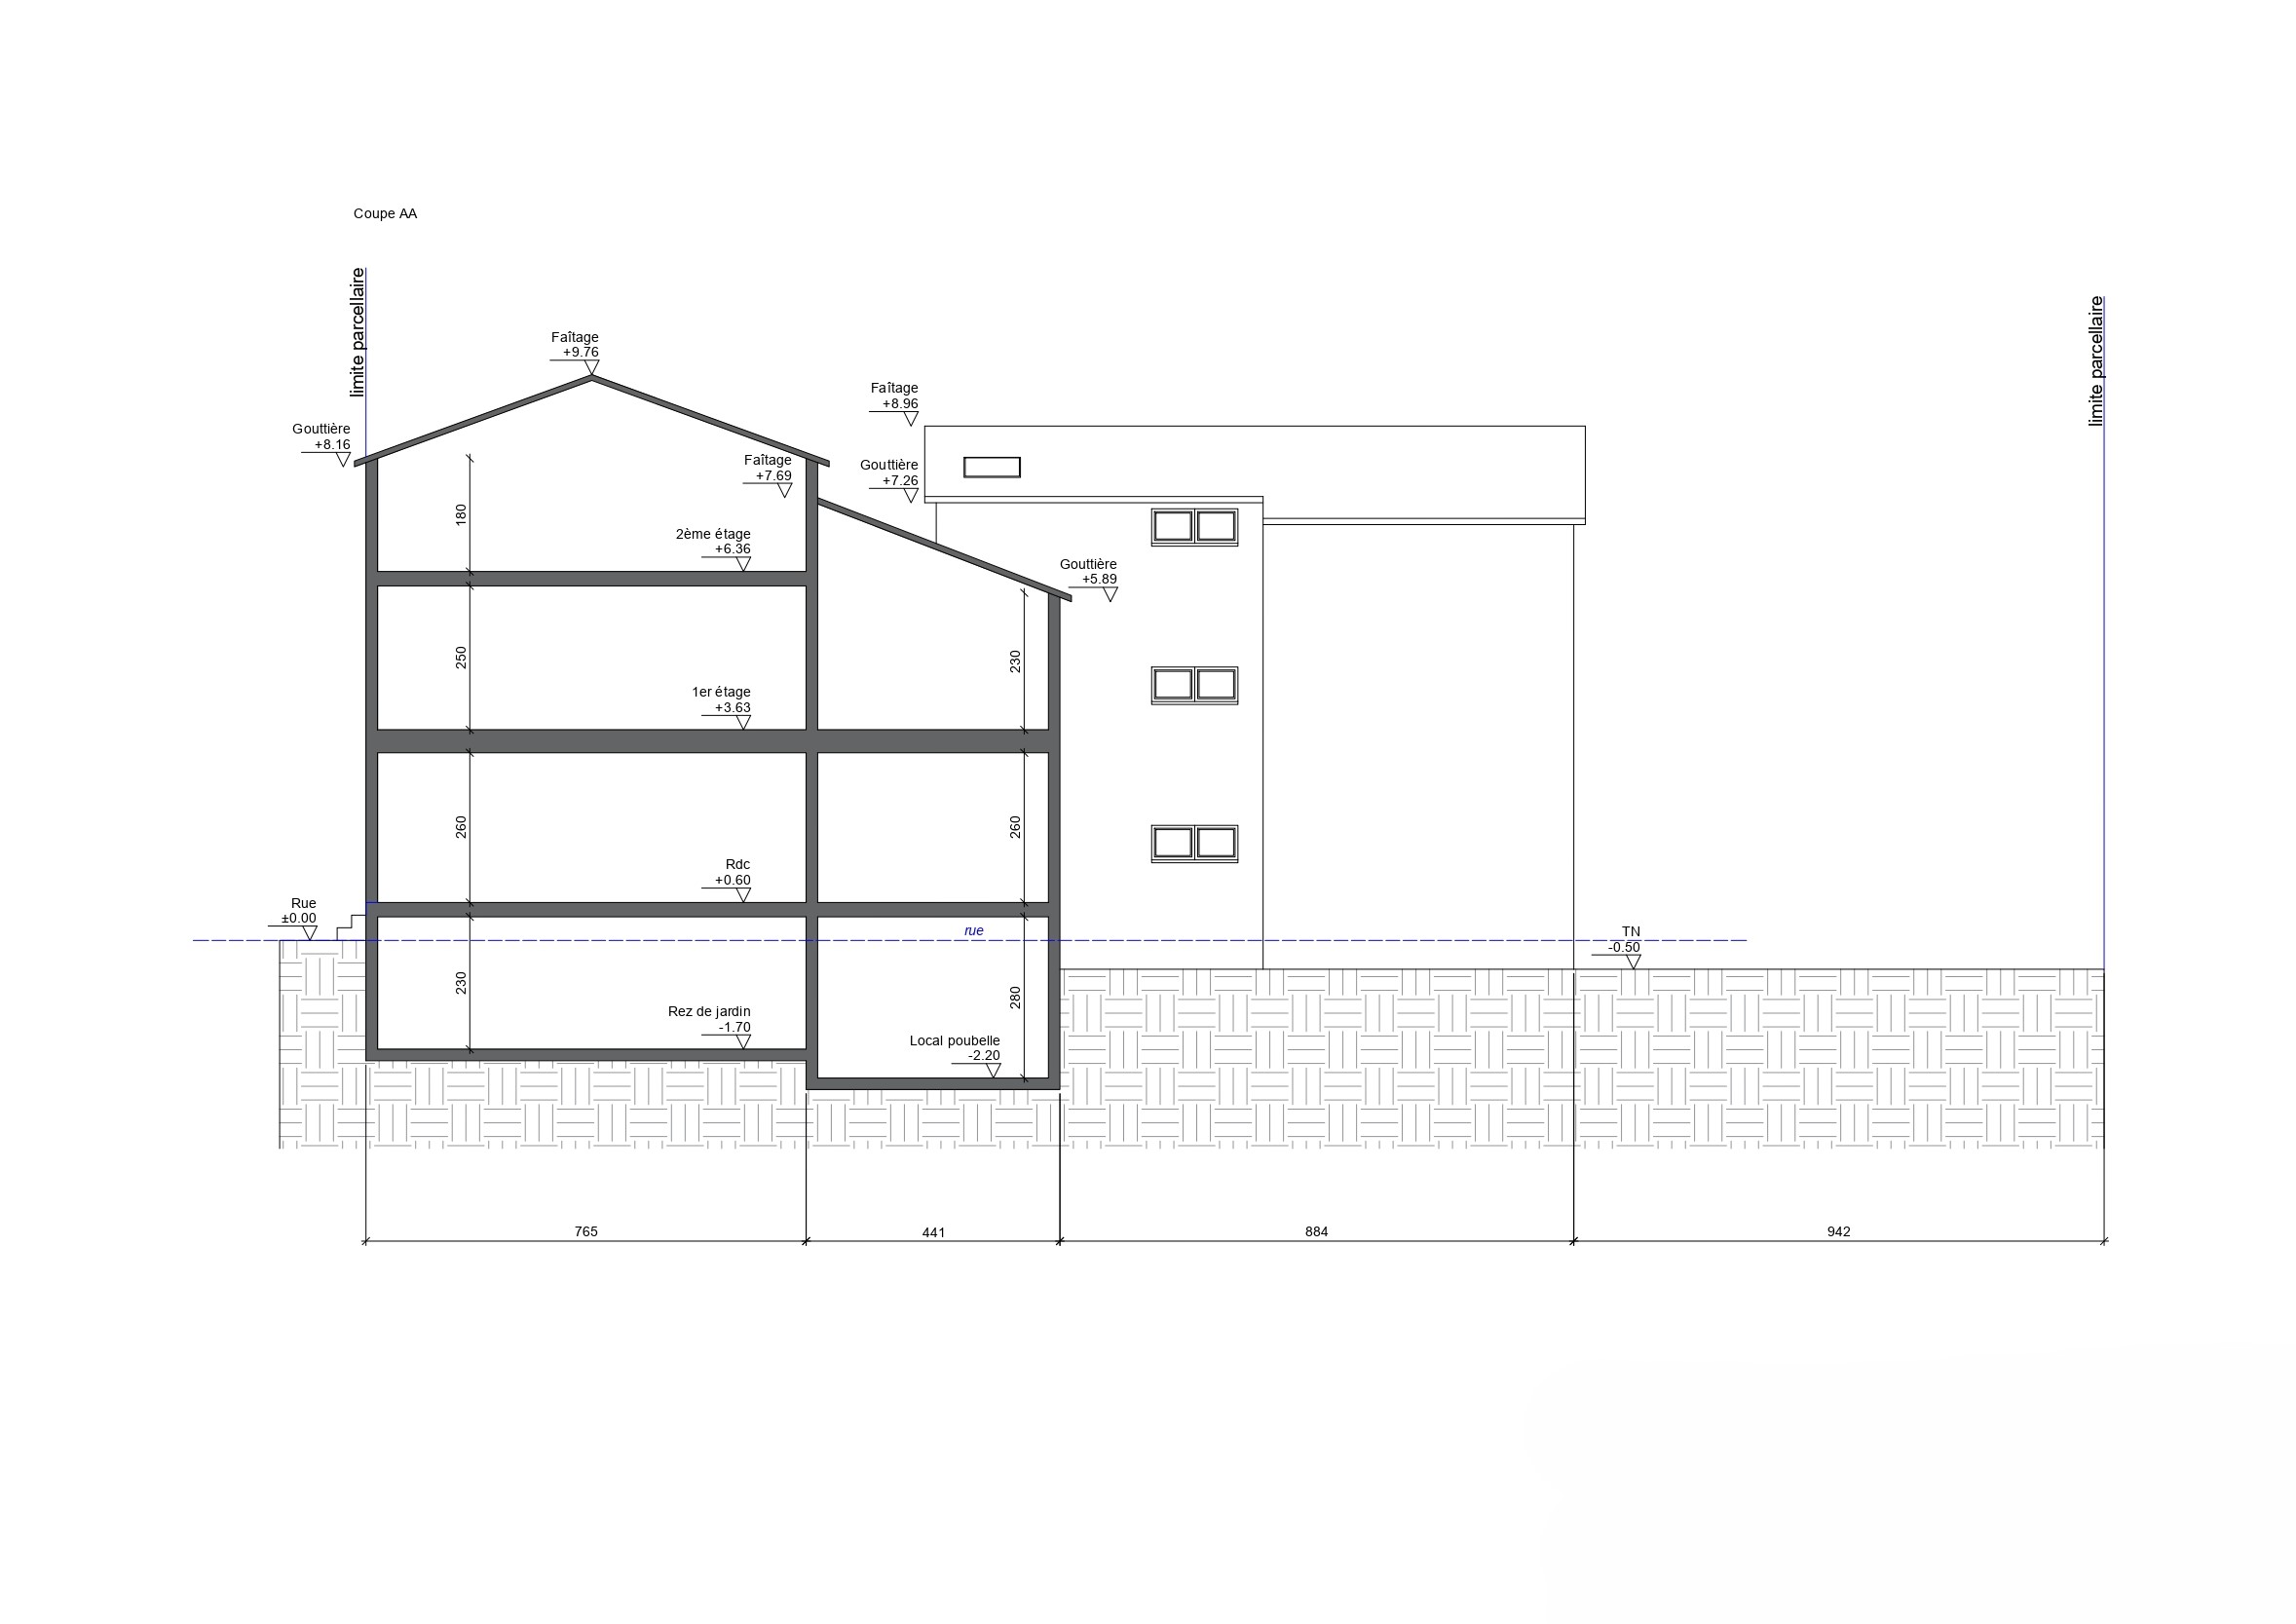 Coupe AA
limite parcellaire
limite parcellaire
Faîtage
+9.76
Faîtage
+8.96
Gouttière
+8.16
Faîtage
+7.69
Gouttière
+7.26
180
2ème étage
+6.36
Gouttière
+5.89
250
230
1er étage
+3.63
260
260
Rdc
+0.60
Rue
±0.00
rue
TN
-0.50
230
280
Rez de jardin
-1.70
Local poubelle
-2.20
765
441
884
942